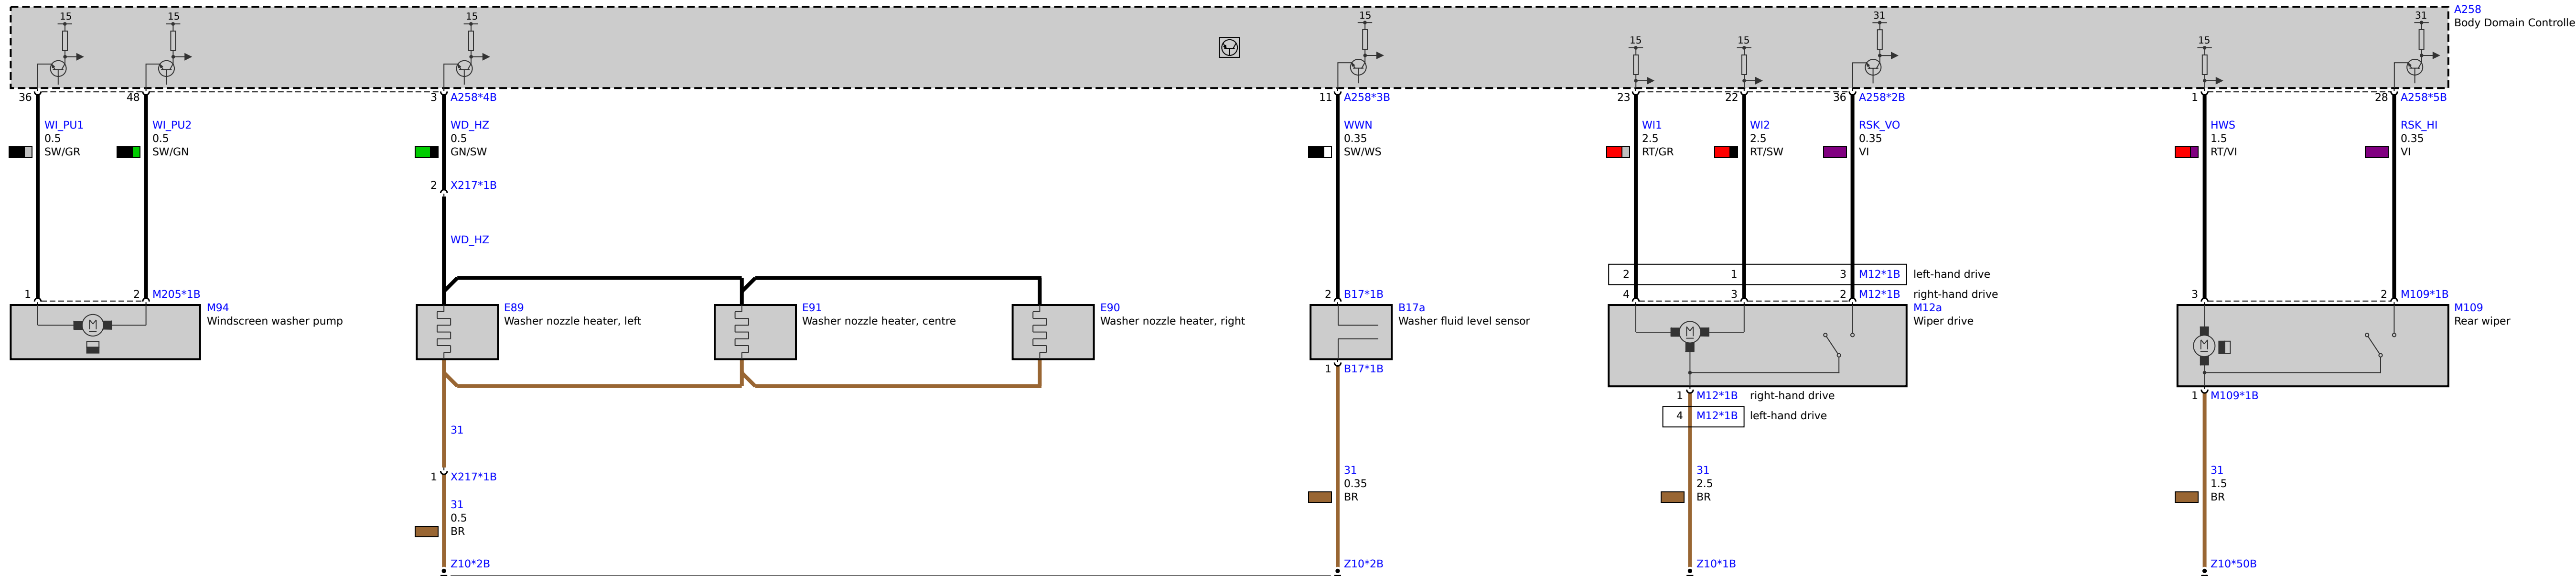 15 15 15 15 31 31
15 15 15
A258
Body Domain Controlle
36 48 3 A258*4B 11 A258*3B 23 22 36 A258*2B 1 28 A258*5B
WI_PU1
0.5
SW/GR
WI_PU2
0.5
SW/GN
WD_HZ
0.5
GN/SW
WWN
0.35
SW/WS
WI1
2.5
RT/GR
WI2
2.5
RT/SW
RSK_VO
0.35
VI
HWS
1.5
RT/VI
RSK_HI
0.35
VI
2 X217*1B
WD_HZ
2 1 3 M12*1B left-hand drive
1 2 M205*1B
2 B17*1B
4 3 2 M12*1B right-hand drive
3 2 M109*1B
M94
Windscreen washer pump
M
E89
Washer nozzle heater, left
E91
Washer nozzle heater, centre
E90
Washer nozzle heater, right
B17a
Washer fluid level sensor
M12a
Wiper drive
M
M109
Rear wiper
M
1 B17*1B
1 M12*1B right-hand drive
4 M12*1B left-hand drive
1 M109*1B
31
1 X217*1B
31
0.5
BR
31
0.35
BR
31
2.5
BR
31
1.5
BR
Z10*2B
Z10*2B
Z10*1B
Z10*50B